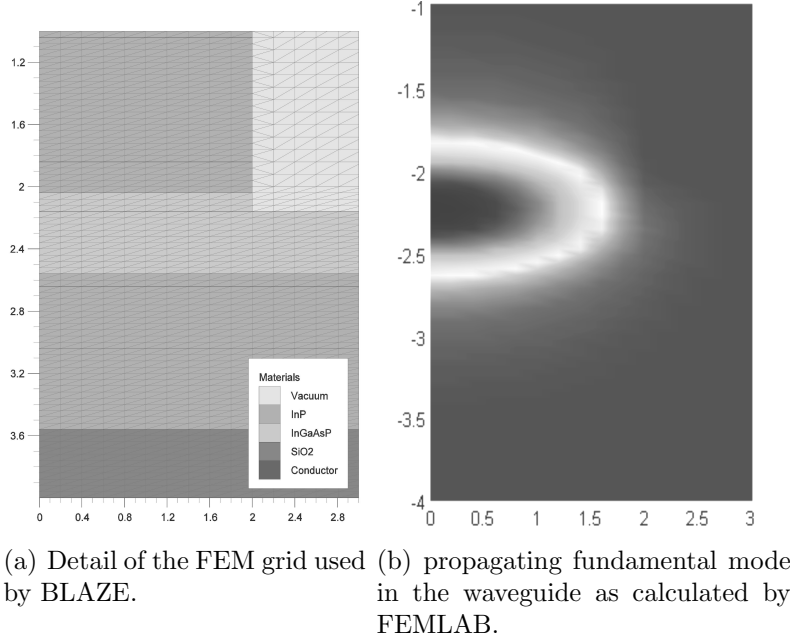 1.2
1.6
2
2.4
2.8
3.2
3.6
0 0.4 0.8 1.2 1.6 2 2.4 2.8
Materials
Vacuum
InP
InGaAsP
SiO2
Conductor
-1
-1.5
-2
-2.5
-3
-3.5
-4
0 0.5 1 1.5 2 2.5 3
(a) Detail of the FEM grid used
by BLAZE.
(b) propagating fundamental mode
in the waveguide as calculated by
FEMLAB.